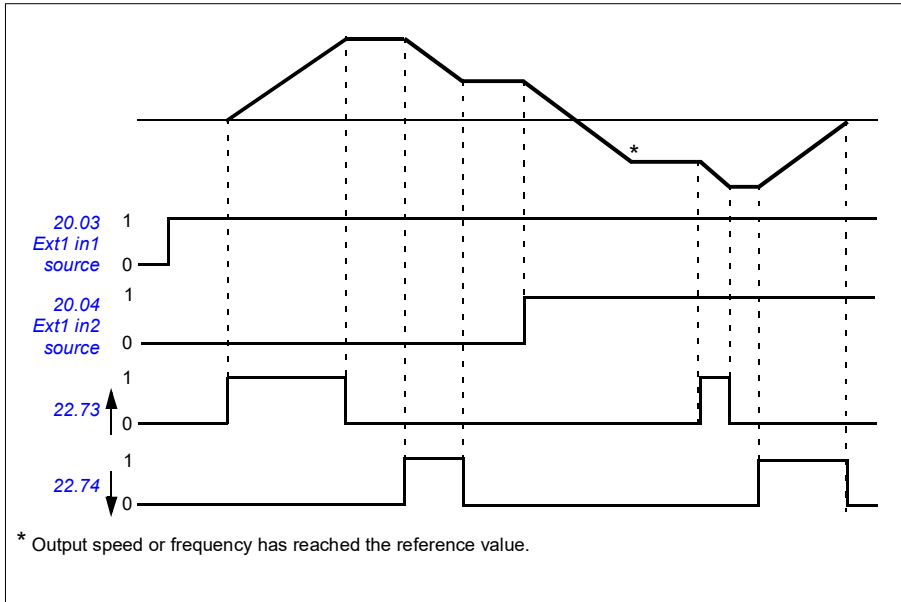 *
20.03
Ext1 in1
source
1
0
20.04
Ext1 in2
source
1
0
22.73
1
0
22.74
1
0
* Output speed or frequency has reached the reference value.